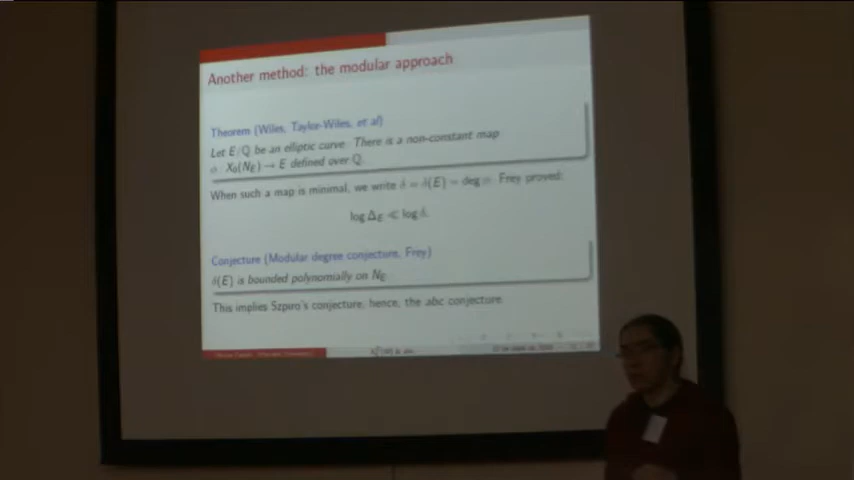 Another method: the modular approach
Theorem (Wiles, Taylor-Wiles, et al)
Let E/ℚ be an elliptic curve. There is a non-constant map
φ : X₀(N_E) → E defined over ℚ.
When such a map is minimal, we write δ = δ(E) = deg φ. Frey proved:
log Δ_E ≪ log δ.
Conjecture (Modular degree conjecture, Frey)
δ(E) is bounded polynomially on N_E.
This implies Szpiro's conjecture, hence, the abc conjecture.